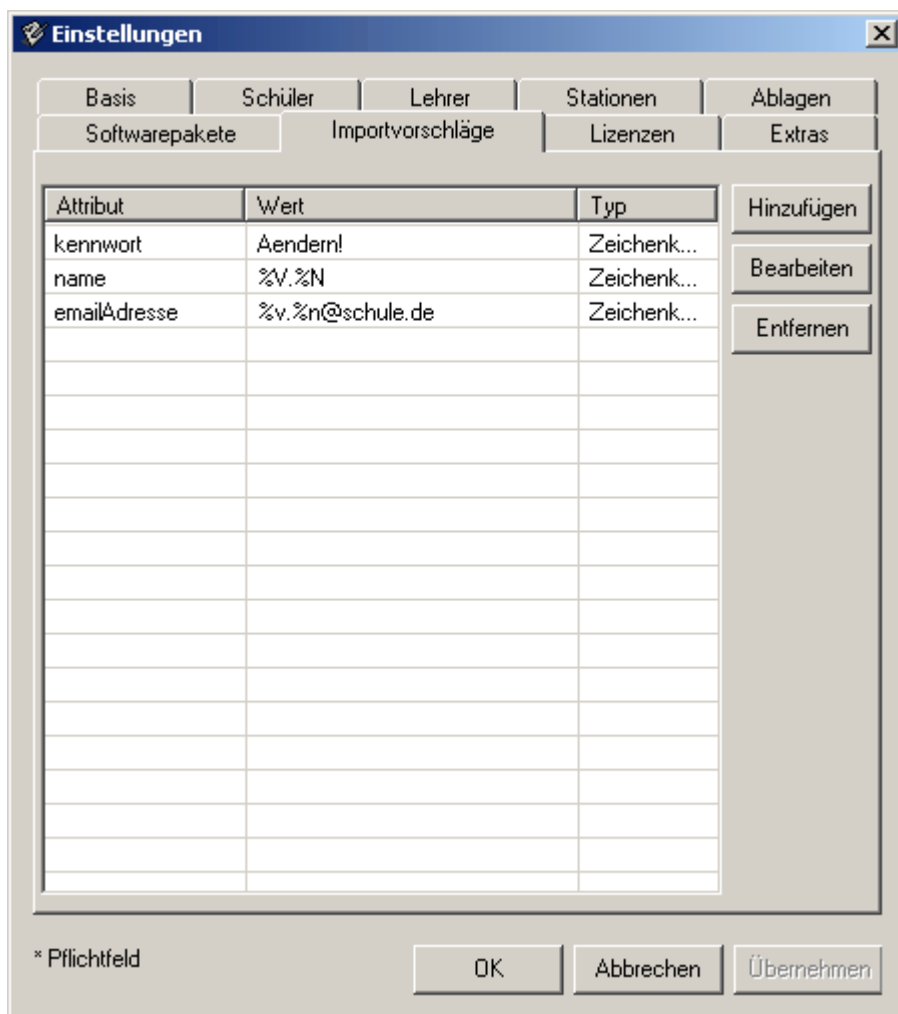 Einstellungen
Basis Schüler Lehrer Stationen Ablagen
Softwarepakete Importvorschläge Lizenzen Extras
Attribut Wert Typ Hinzufügen
kennwort Aendern! Zeichenk...
name %V.%N Zeichenk... Bearbeiten
emailAdresse %v.%n@schule.de Zeichenk... Entfernen
* Pflichtfeld OK Abbrechen Übernehmen